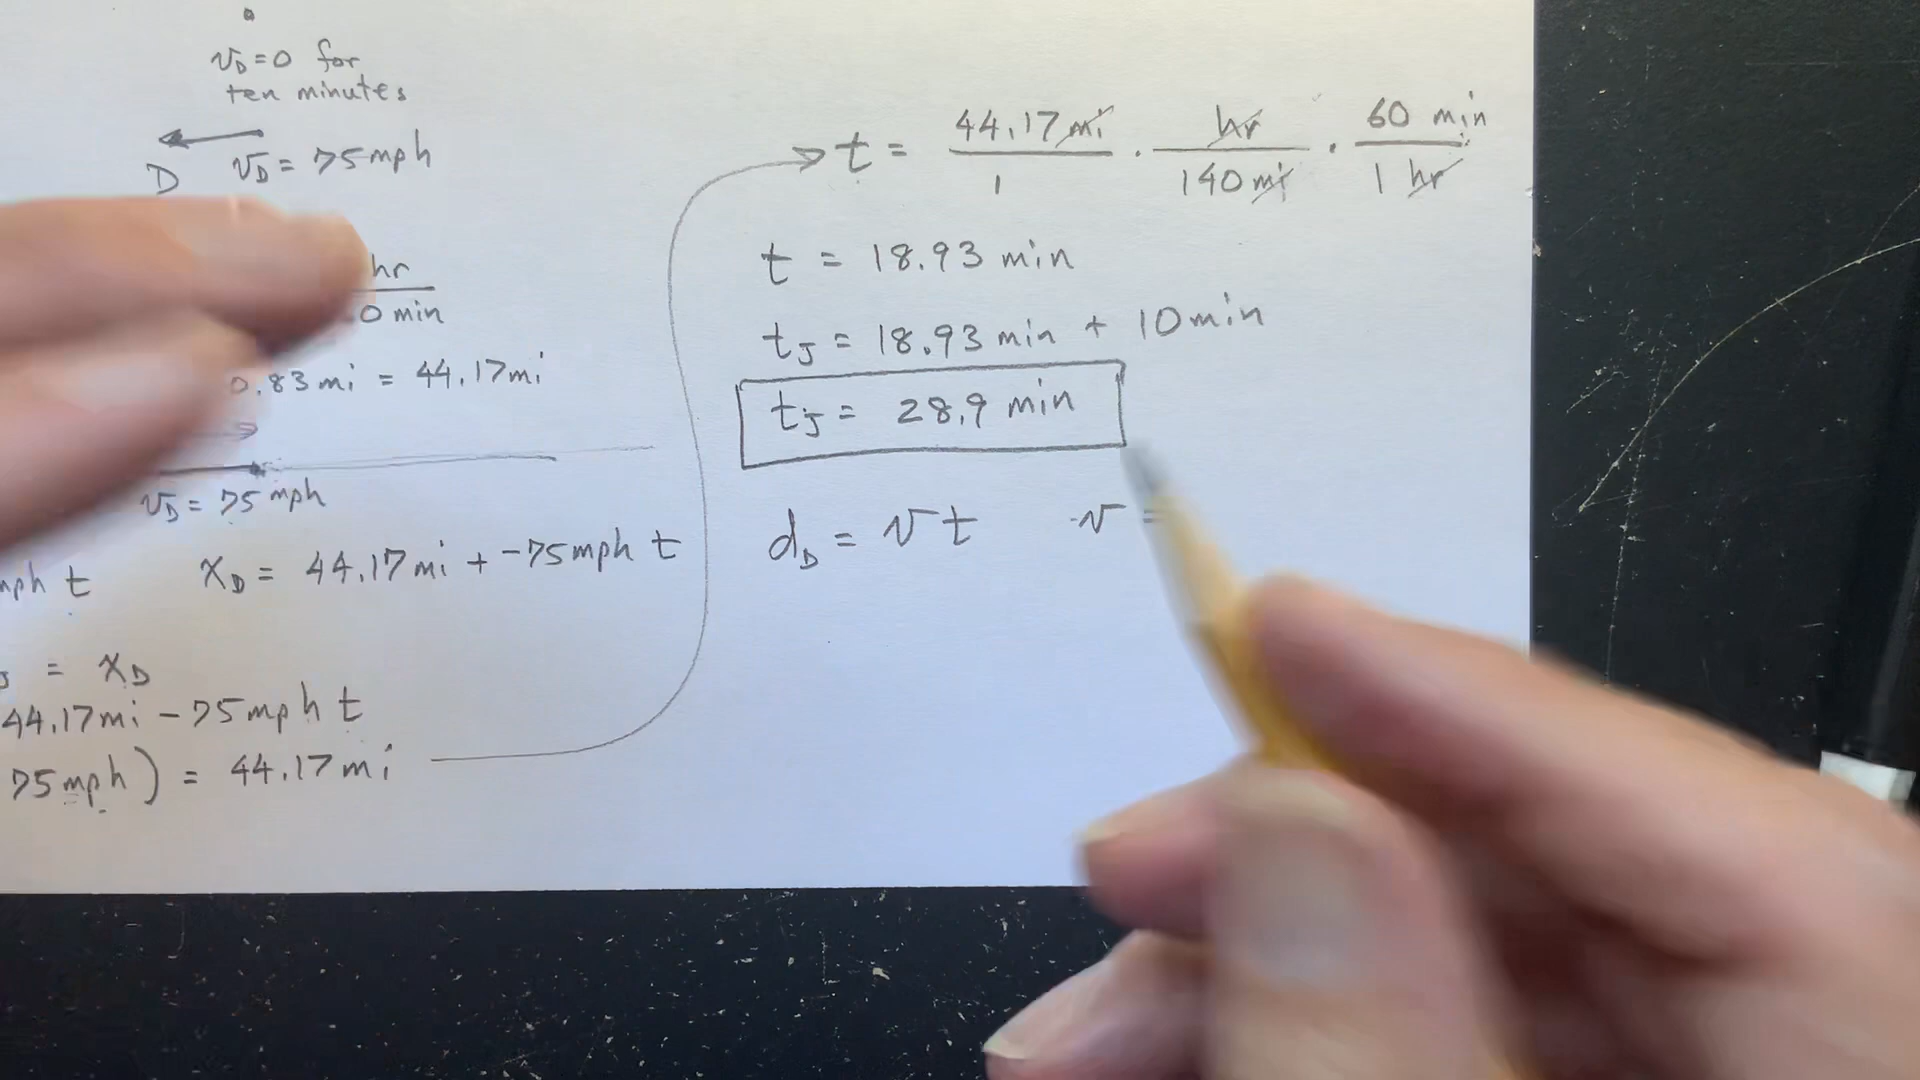 v_D = 0 for
ten minutes
D v_D = 75 mph
hr
0 min
0.83 mi = 44.17 mi
v_D = 75 mph
mph t x_D = 44.17 mi + -75 mph t
= x_D
44.17 mi - 75 mph t
75 mph) = 44.17 mi
t = 44.17 mi / 1 · hr / 140 mi · 60 min / 1 hr
t = 18.93 min
t_J = 18.93 min + 10 min
t_J = 28.9 min
d_D = v t v =